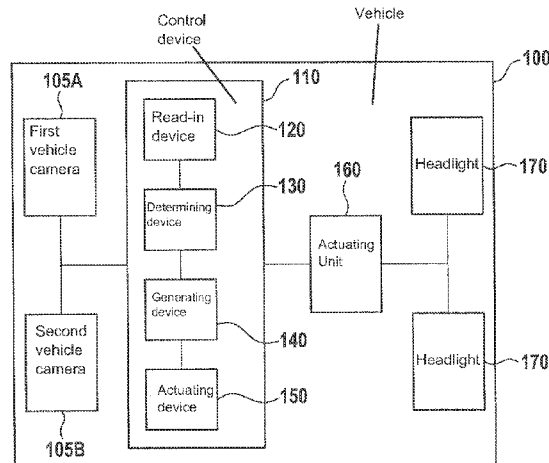 Control
device
Vehicle
105A
110
100
First
vehicle
camera
Read-in
device
120
Headlight
170
Determining
device
130
160
Actuating
Unit
Generating
device
140
Second
vehicle
camera
Headlight
170
Actuating
device
150
105B